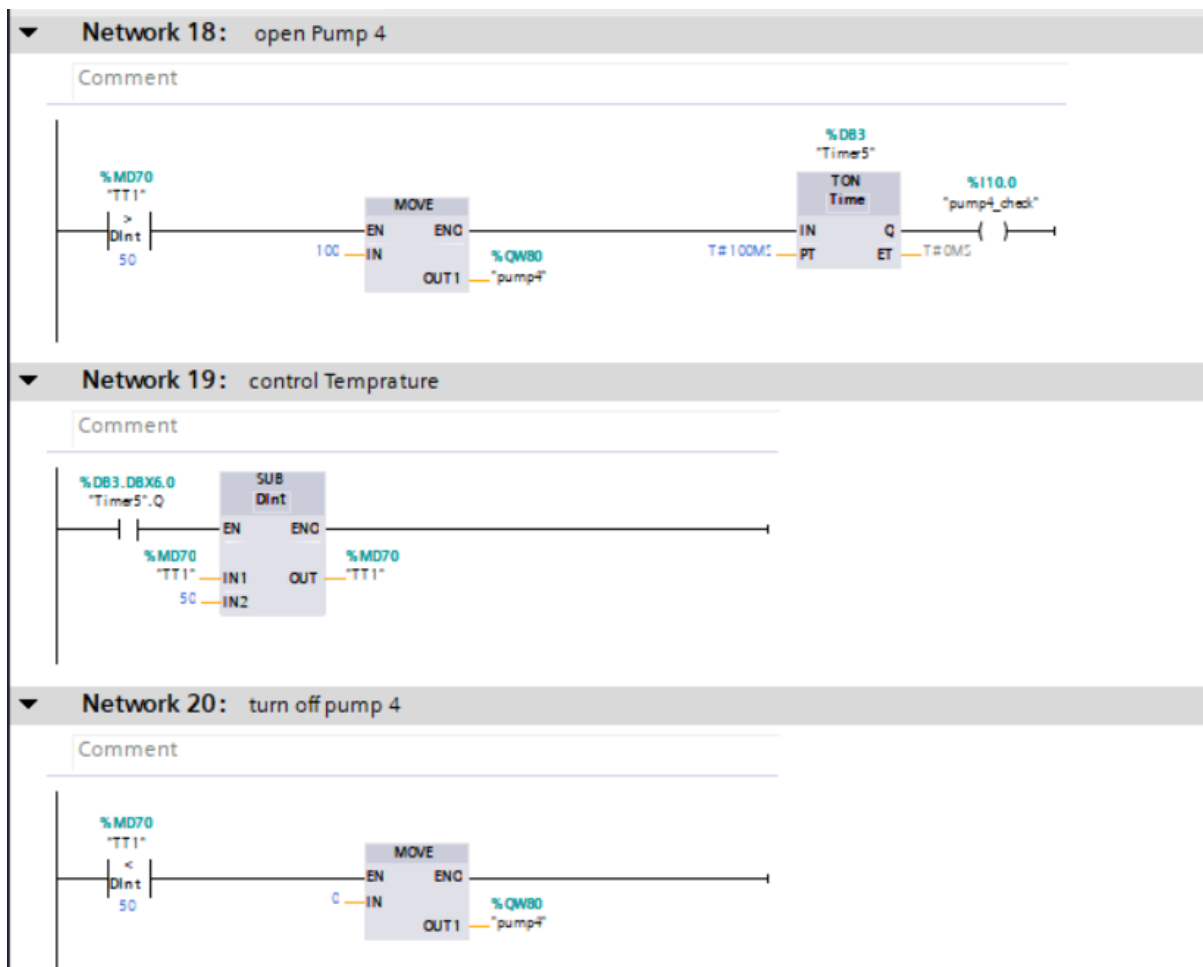 Network 18: open Pump 4
Comment
%DB3
"Timer5"
%MD70
"TT1"
>
DInt
50
MOVE
EN ENO
100 IN
%QW80
OUT1 "pump4"
TON
Time
IN Q
T#100MS PT ET T#0MS
%I10.0
"pump4_check"
Network 19: control Temprature
Comment
%DB3.DBX6.0
"Timer5".Q
SUB
DInt
EN ENO
%MD70
"TT1" IN1
50 IN2
%MD70
OUT "TT1"
Network 20: turn off pump 4
Comment
%MD70
"TT1"
<
DInt
50
MOVE
EN ENO
0 IN
%QW80
OUT1 "pump4"